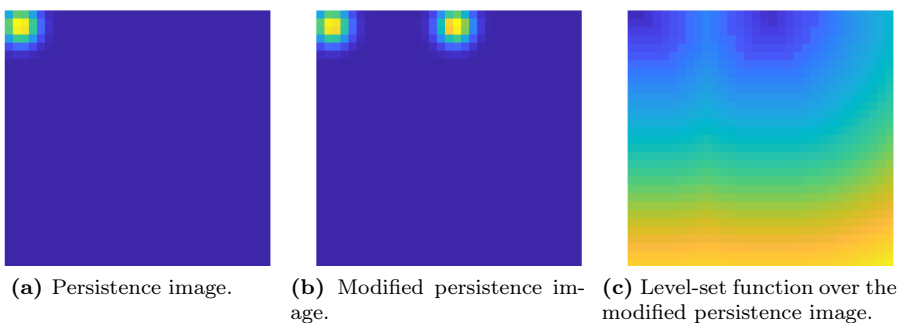 (a) Persistence image.
(b) Modified persistence im-
age.
(c) Level-set function over the
modified persistence image.